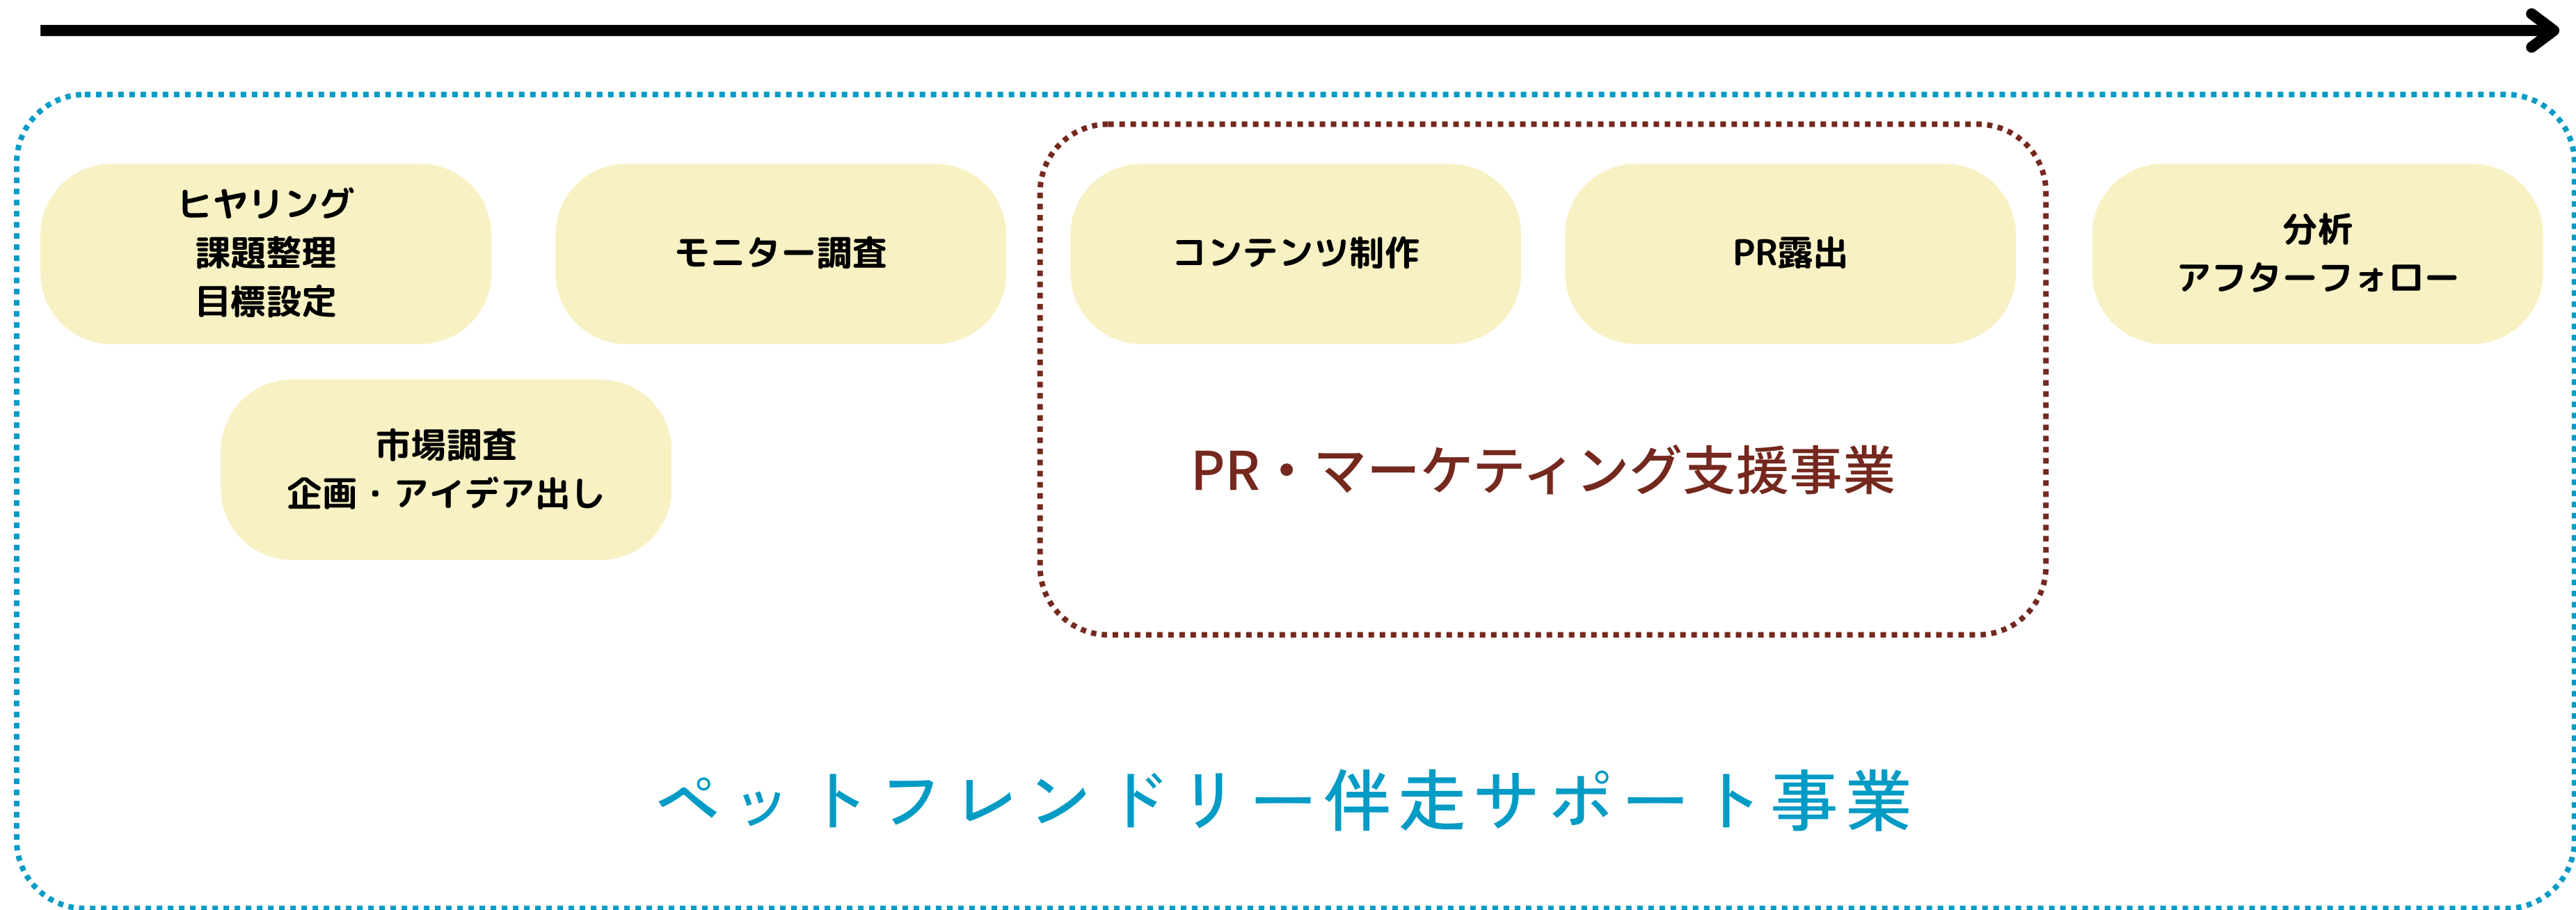 ヒヤリング
課題整理
目標設定
モニター調査
コンテンツ制作
PR露出
分析
アフターフォロー
市場調査
企画・アイデア出し
PR・マーケティング支援事業
ペットフレンドリー伴走サポート事業